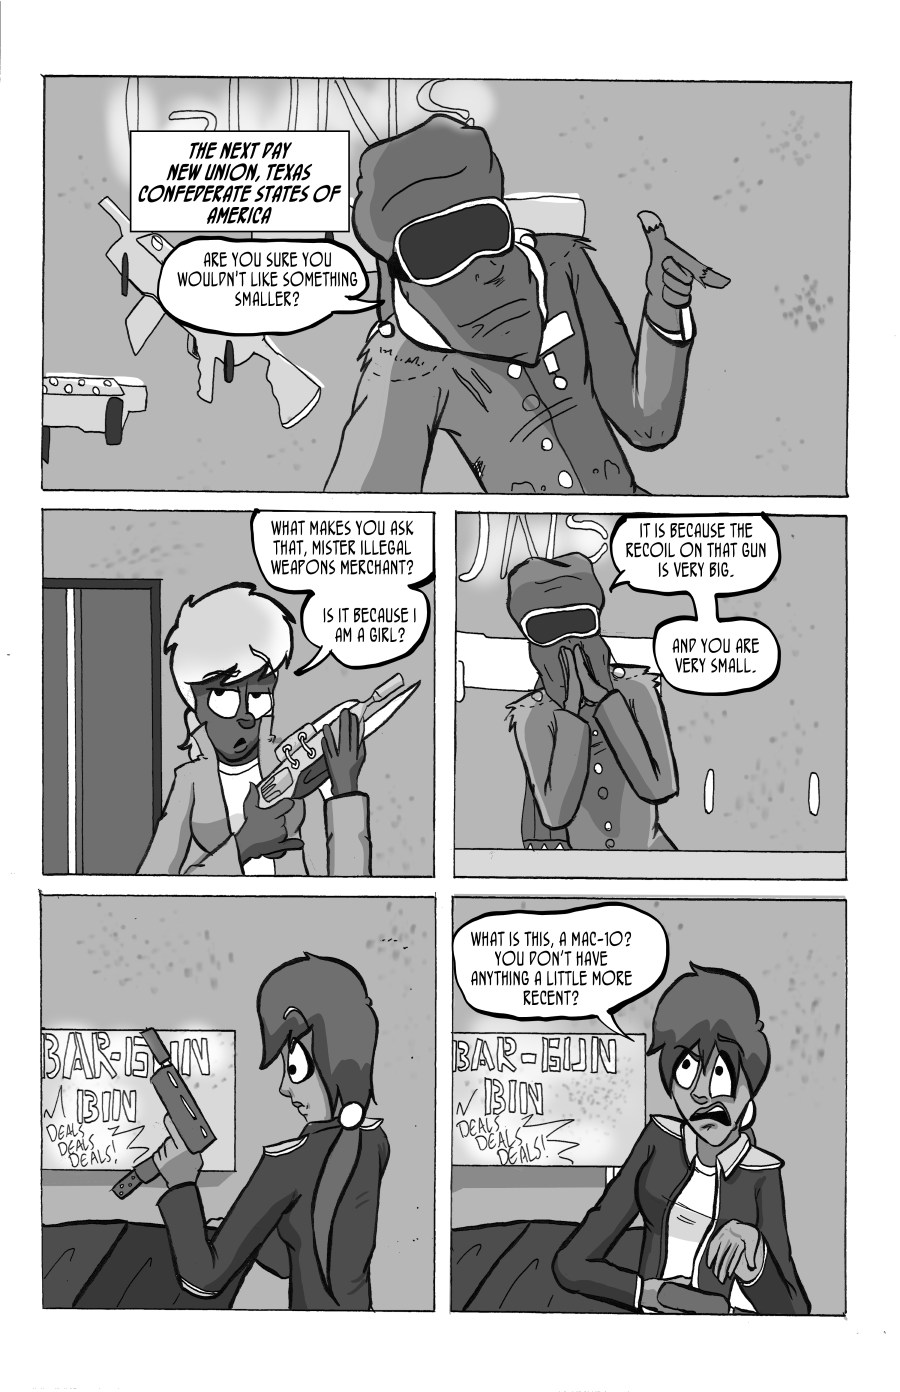 GUNS
THE NEXT DAY
NEW UNION, TEXAS
CONFEDERATE STATES OF
AMERICA
ARE YOU SURE YOU
WOULDN'T LIKE SOMETHING
SMALLER?
WHAT MAKES YOU ASK
THAT, MISTER ILLEGAL
WEAPONS MERCHANT?
IS IT BECAUSE I
AM A GIRL?
UNS
IT IS BECAUSE THE
RECOIL ON THAT GUN
IS VERY BIG.
AND YOU ARE
VERY SMALL.
BAR-GUN
BIN
DEALS
DEALS
DEALS!
WHAT IS THIS, A MAC-10?
YOU DON'T HAVE
ANYTHING A LITTLE MORE
RECENT?
BAR-GUN
BIN
DEALS
DEALS
DEALS!